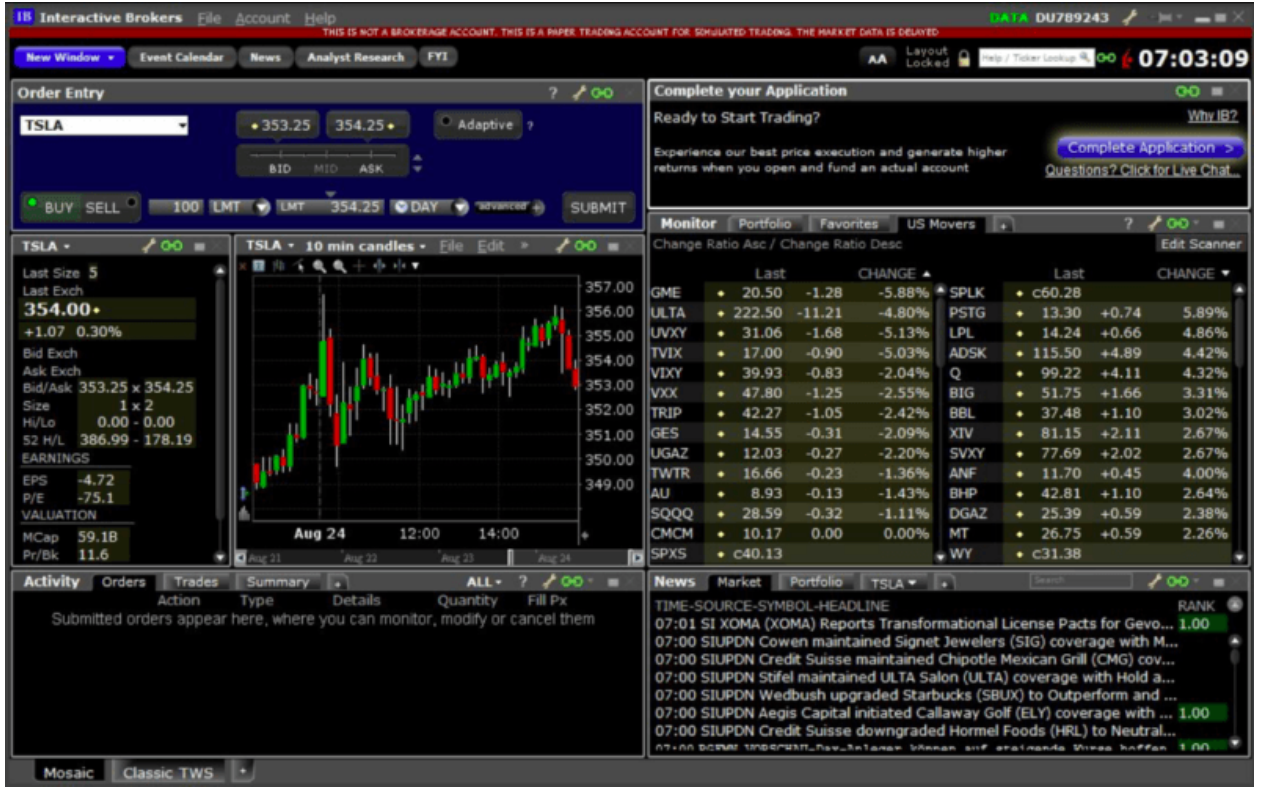 IB Interactive Brokers File Account Help DATA DU789243
THIS IS NOT A BROKERAGE ACCOUNT. THIS IS A PAPER TRADING ACCOUNT FOR SIMULATED TRADING. THE MARKET DATA IS DELAYED
New Window Event Calendar News Analyst Research FYI AA Layout Locked Help / Ticker Lookup 07:03:09
Order Entry ?
TSLA 353.25 354.25 Adaptive ?
BID MID ASK
BUY SELL 100 LMT LMT 354.25 DAY advanced SUBMIT
Complete your Application
Ready to Start Trading? Why IB?
Experience our best price execution and generate higher
returns when you open and fund an actual account
Complete Application >
Questions? Click for Live Chat...
TSLA
Last Size 5
Last Exch
354.00
+1.07 0.30%
Bid Exch
Ask Exch
Bid/Ask 353.25 x 354.25
Size 1 x 2
Hi/Lo 0.00 - 0.00
52 H/L 386.99 - 178.19
EARNINGS
EPS -4.72
P/E -75.1
VALUATION
MCap 59.1B
Pr/Bk 11.6
TSLA 10 min candles File Edit
357.00
356.00
355.00
354.00
353.00
352.00
351.00
350.00
349.00
Aug 24 12:00 14:00
Aug 21 Aug 22 Aug 23 Aug 24
Monitor Portfolio Favorites US Movers + ?
Change Ratio Asc / Change Ratio Desc Edit Scanner
Last CHANGE Last CHANGE
GME 20.50 -1.28 -5.88% SPLK c60.28
ULTA 222.50 -11.21 -4.80% PSTG 13.30 +0.74 5.89%
UVXY 31.06 -1.68 -5.13% LPL 14.24 +0.66 4.86%
TVIX 17.00 -0.90 -5.03% ADSK 115.50 +4.89 4.42%
VIXY 39.93 -0.83 -2.04% Q 99.22 +4.11 4.32%
VXX 47.80 -1.25 -2.55% BIG 51.75 +1.66 3.31%
TRIP 42.27 -1.05 -2.42% BBL 37.48 +1.10 3.02%
GES 14.55 -0.31 -2.09% XIV 81.15 +2.11 2.67%
UGAZ 12.03 -0.27 -2.20% SVXY 77.69 +2.02 2.67%
TWTR 16.66 -0.23 -1.36% ANF 11.70 +0.45 4.00%
AU 8.93 -0.13 -1.43% BHP 42.81 +1.10 2.64%
SQQQ 28.59 -0.32 -1.11% DGAZ 25.39 +0.59 2.38%
CMCM 10.17 0.00 0.00% MT 26.75 +0.59 2.26%
SPXS c40.13 WY c31.38
Activity Orders Trades Summary + ALL ?
Action Type Details Quantity Fill Px
Submitted orders appear here, where you can monitor, modify or cancel them
News Market Portfolio TSLA + Search
TIME-SOURCE-SYMBOL-HEADLINE RANK
07:01 SI XOMA (XOMA) Reports Transformational License Pacts for Gevo... 1.00
07:00 SIUPDN Cowen maintained Signet Jewelers (SIG) coverage with M...
07:00 SIUPDN Credit Suisse maintained Chipotle Mexican Grill (CMG) cov...
07:00 SIUPDN Stifel maintained ULTA Salon (ULTA) coverage with Hold a...
07:00 SIUPDN Wedbush upgraded Starbucks (SBUX) to Outperform and ...
07:00 SIUPDN Aegis Capital initiated Callaway Golf (ELY) coverage with ... 1.00
07:00 SIUPDN Credit Suisse downgraded Hormel Foods (HRL) to Neutral...
07:00 können auf steigende Kurse hoffen 1.00
Mosaic Classic TWS +